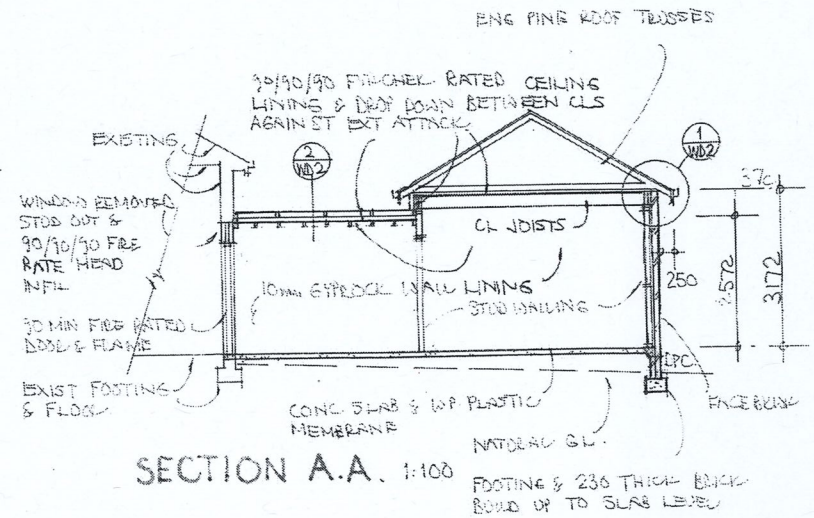 ENG PINE ROOF TRUSSES
90/90/90 FYRCHEK RATED CEILING
LINING & DROP DOWN BETWEEN CLS
AGAINST EXT ATTACK
EXISTING
2
WD2
1
WD2
37c
WINDOW REMOVED
STUD OUT &
90/90/90 FIRE
RATE HEAD
INFIL
CL JOISTS
10mm GYPROCK WALL LINING
STUD WALLING
250
2572
3172
90 MIN FIRE RATED
DOOR & FRAME
DPC
EXIST FOOTING
& FLOOR
CONC SLAB & WP PLASTIC
MEMBRANE
FACE BRICK
NATURAL GL.
SECTION A.A. 1:100
FOOTING & 230 THICK BRICK
BUILD UP TO SLAB LEVEL